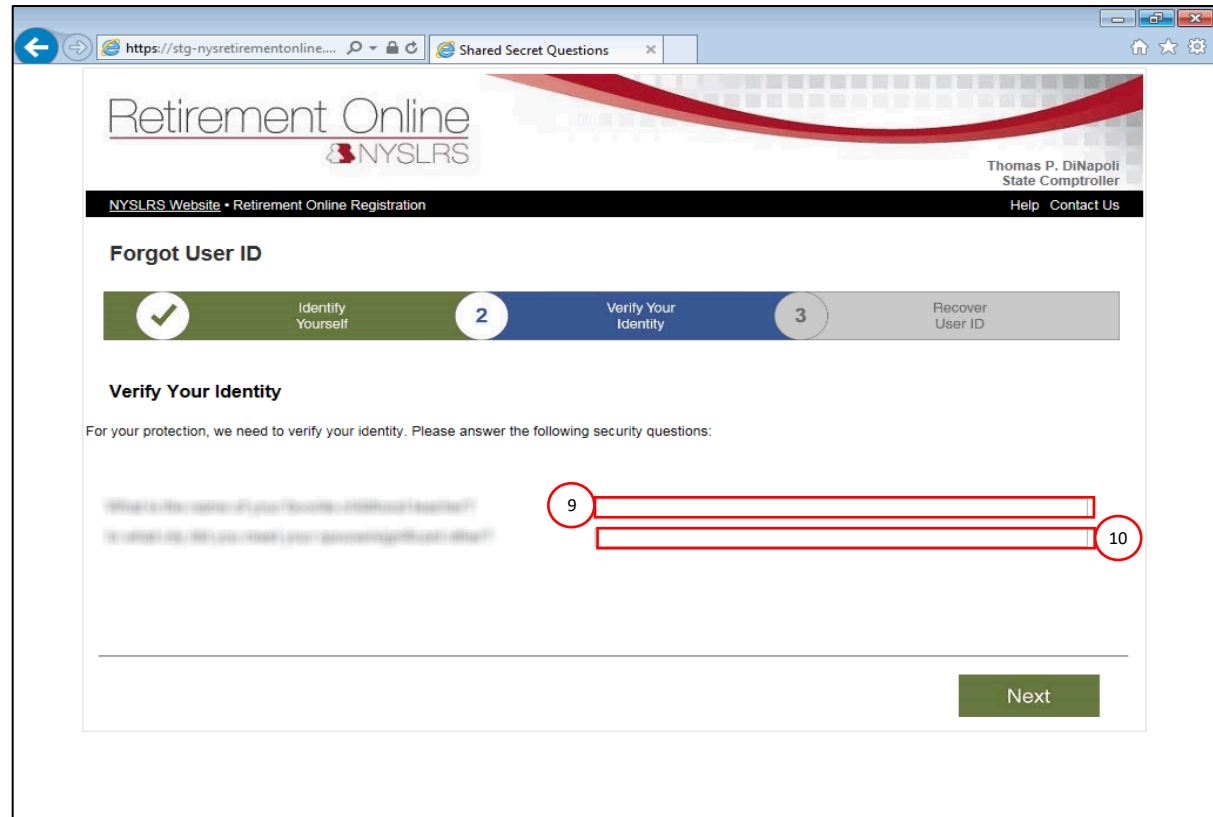 https://stg-nysretirementonline....
Shared Secret Questions
Retirement Online
NYSLRS
Thomas P. DiNapoli
State Comptroller
NYSLRS Website • Retirement Online Registration
Help Contact Us
Forgot User ID
Identify
Yourself
2
Verify Your
Identity
3
Recover
User ID
Verify Your Identity
For your protection, we need to verify your identity. Please answer the following security questions:
9
10
Next